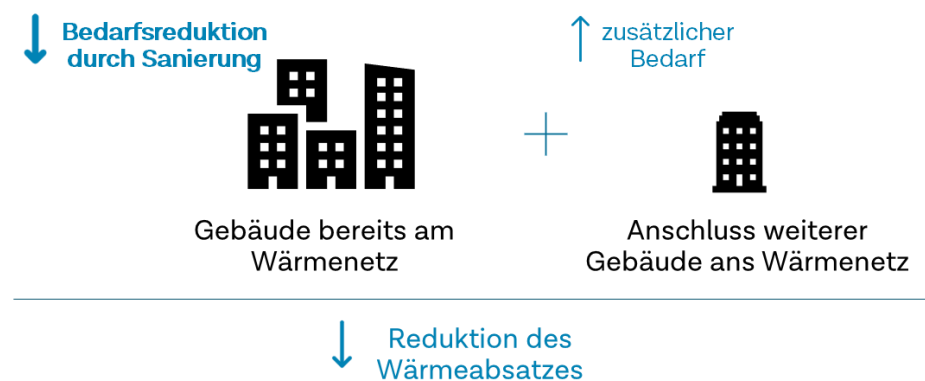 Bedarfsreduktion
durch Sanierung
zusätzlicher
Bedarf
Gebäude bereits am
Wärmenetz
Anschluss weiterer
Gebäude ans Wärmenetz
Reduktion des
Wärmeabsatzes